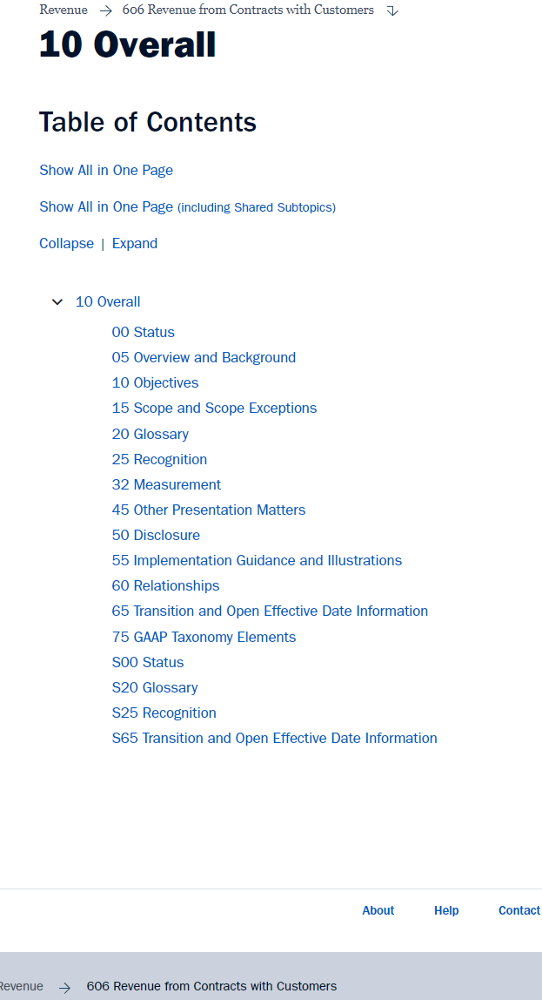 Revenue → 606 Revenue from Contracts with Customers
10 Overall
Table of Contents
Show All in One Page
Show All in One Page (including Shared Subtopics)
Collapse | Expand
10 Overall
00 Status
05 Overview and Background
10 Objectives
15 Scope and Scope Exceptions
20 Glossary
25 Recognition
32 Measurement
45 Other Presentation Matters
50 Disclosure
55 Implementation Guidance and Illustrations
60 Relationships
65 Transition and Open Effective Date Information
75 GAAP Taxonomy Elements
S00 Status
S20 Glossary
S25 Recognition
S65 Transition and Open Effective Date Information
About Help Contact
Revenue → 606 Revenue from Contracts with Customers